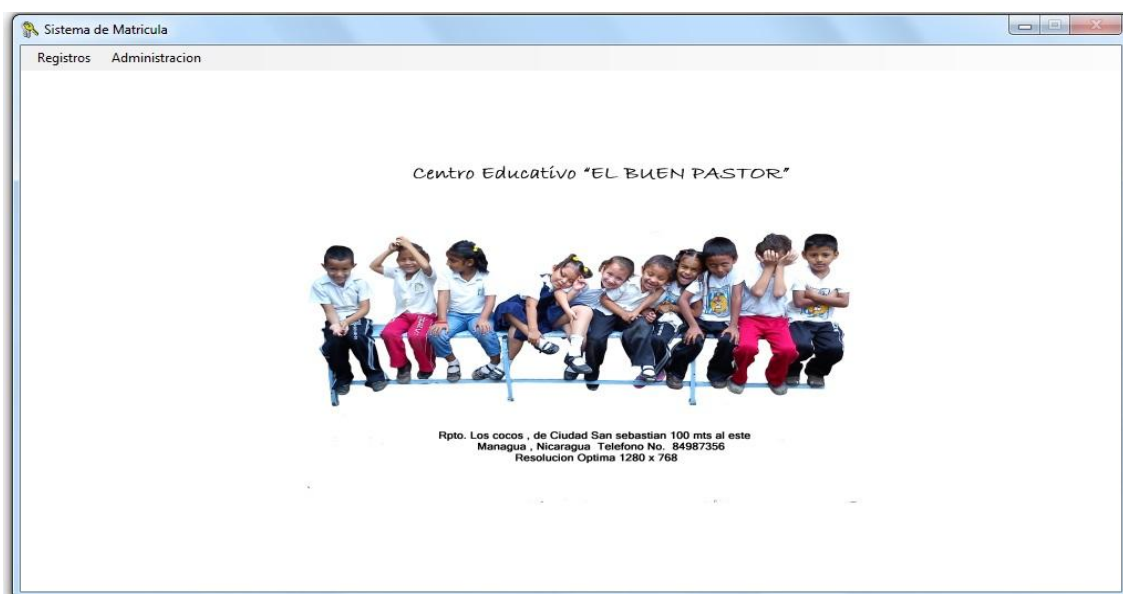 Sistema de Matricula
Registros Administracion
Centro Educativo "EL BUEN PASTOR"
Rpto. Los cocos , de Ciudad San sebastian 100 mts al este
Managua , Nicaragua Telefono No. 84987356
Resolucion Optima 1280 x 768